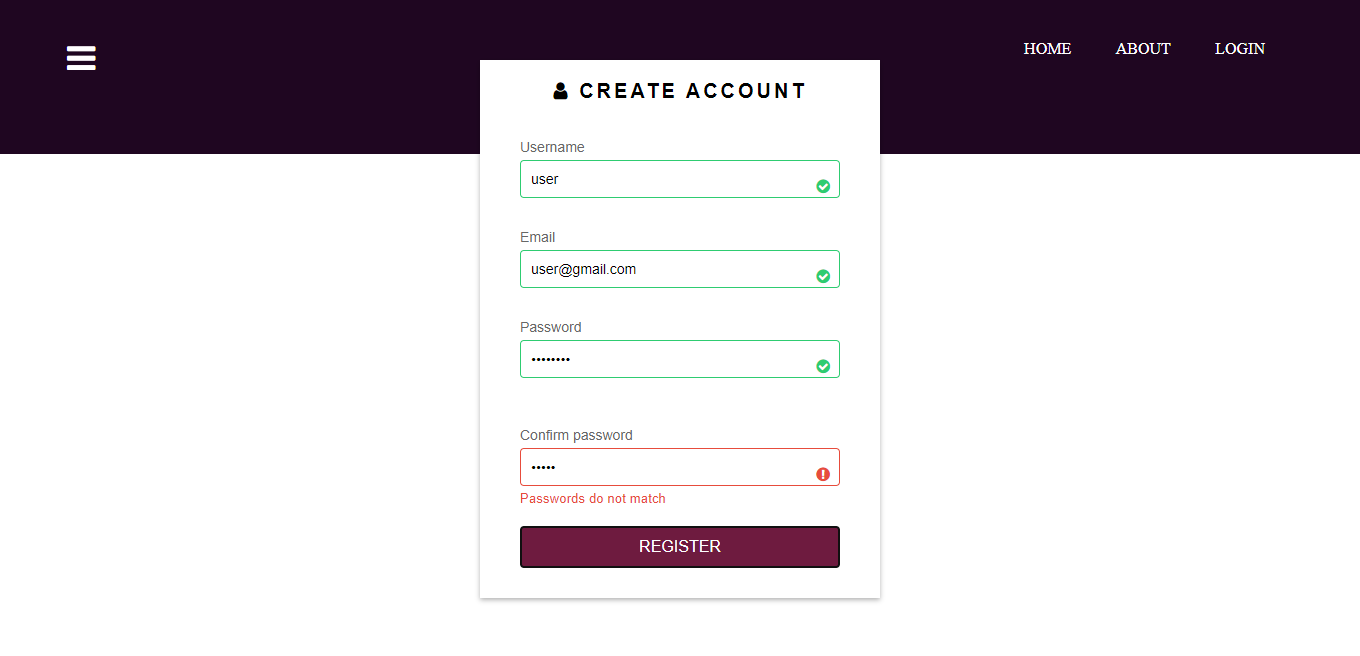 HOME ABOUT LOGIN
CREATE ACCOUNT
Username
user
Email
user@gmail.com
Password
••••••••
Confirm password
•••••
Passwords do not match
REGISTER